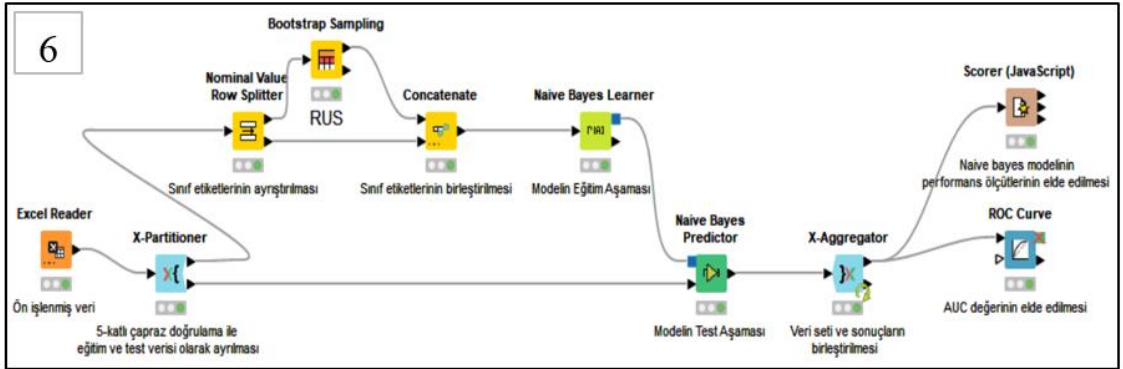 6
Bootstrap Sampling
RUS
Nominal Value
Row Splitter
Sınıf etiketlerinin ayrıştırılması
Concatenate
Sınıf etiketlerinin birleştirilmesi
Naive Bayes Learner
Modelin Eğitim Aşaması
Scorer (JavaScript)
Naive bayes modelinin
performans ölçütlerinin elde edilmesi
Excel Reader
Ön işlenmiş veri
X-Partitioner
5-katlı çapraz doğrulama ile
eğitim ve test verisi olarak ayrılması
Naive Bayes
Predictor
Modelin Test Aşaması
X-Aggregator
Veri seti ve sonuçların
birleştirilmesi
ROC Curve
AUC değerinin elde edilmesi